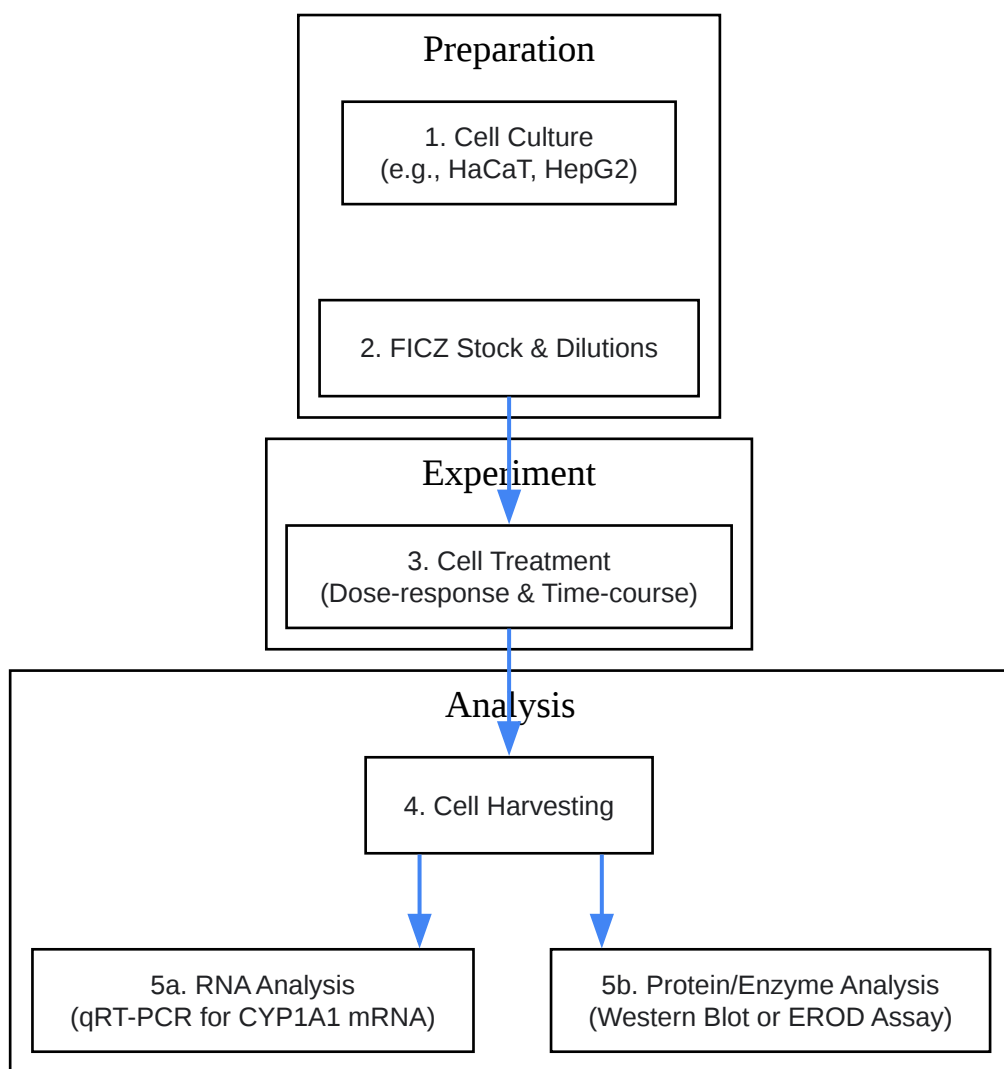 Preparation
1. Cell Culture
(e.g., HaCaT, HepG2)
2. FICZ Stock & Dilutions
Experiment
3. Cell Treatment
(Dose-response & Time-course)
Analysis
4. Cell Harvesting
5a. RNA Analysis
(qRT-PCR for CYP1A1 mRNA)
5b. Protein/Enzyme Analysis
(Western Blot or EROD Assay)